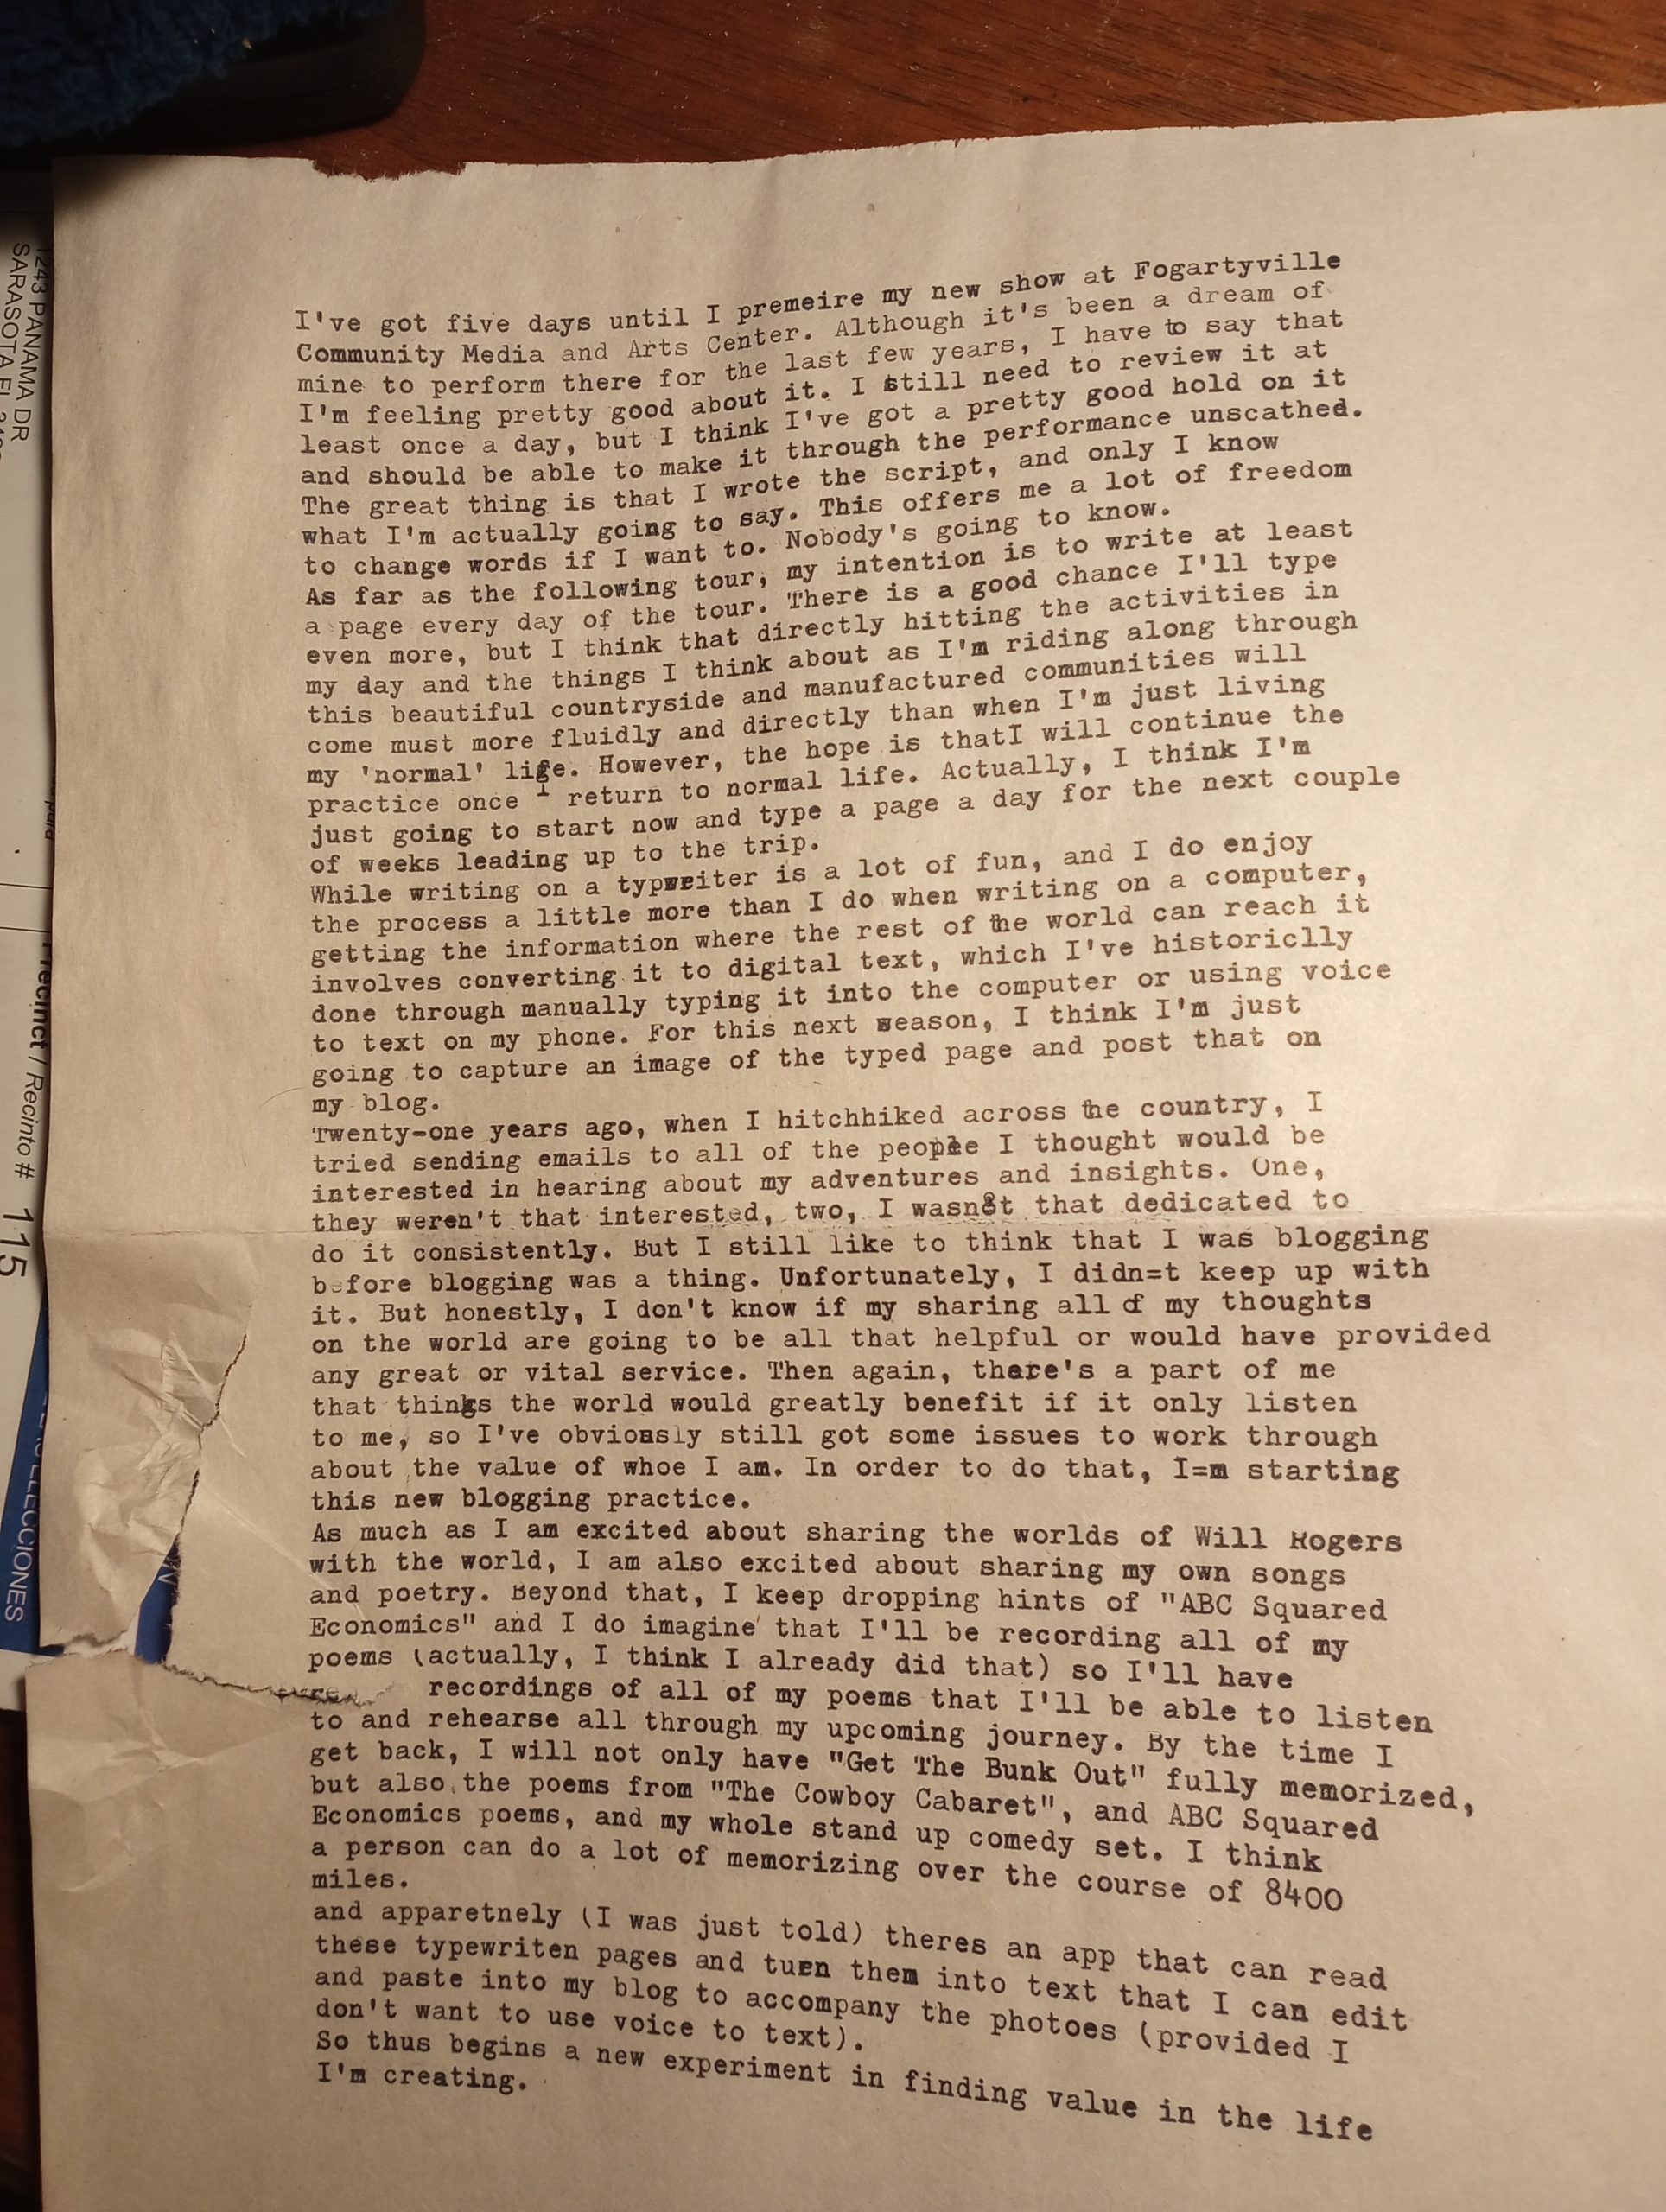 1243 PANAMA DR
SARASOTA FL
Precinct / Recinto # 115
ELECCIONES
I've got five days until I premeire my new show at Fogartyville
Community Media and Arts Center. Although it's been a dream of
mine to perform there for the last few years, I have to say that
I'm feeling pretty good about it. I still need to review it at
least once a day, but I think I've got a pretty good hold on it
and should be able to make it through the performance unscathed.
The great thing is that I wrote the script, and only I know
what I'm actually going to say. This offers me a lot of freedom
to change words if I want to. Nobody's going to know.
As far as the following tour, my intention is to write at least
a page every day of the tour. There is a good chance I'll type
even more, but I think that directly hitting the activities in
my day and the things I think about as I'm riding along through
this beautiful countryside and manufactured communities will
come must more fluidly and directly than when I'm just living
my 'normal' life. However, the hope is thatI will continue the
practice once I return to normal life. Actually, I think I'm
just going to start now and type a page a day for the next couple
of weeks leading up to the trip.
While writing on a typwriter is a lot of fun, and I do enjoy
the process a little more than I do when writing on a computer,
getting the information where the rest of the world can reach it
involves converting it to digital text, which I've historiclly
done through manually typing it into the computer or using voice
to text on my phone. For this next season, I think I'm just
going to capture an image of the typed page and post that on
my blog.
Twenty-one years ago, when I hitchhiked across the country, I
tried sending emails to all of the people I thought would be
interested in hearing about my adventures and insights. One,
they weren't that interested, two, I wasn8t that dedicated to
do it consistently. But I still like to think that I was blogging
before blogging was a thing. Unfortunately, I didn=t keep up with
it. But honestly, I don't know if my sharing all of my thoughts
on the world are going to be all that helpful or would have provided
any great or vital service. Then again, there's a part of me
that thinks the world would greatly benefit if it only listen
to me, so I've obviously still got some issues to work through
about the value of whoe I am. In order to do that, I=m starting
this new blogging practice.
As much as I am excited about sharing the worlds of Will Rogers
with the world, I am also excited about sharing my own songs
and poetry. Beyond that, I keep dropping hints of "ABC Squared
Economics" and I do imagine that I'll be recording all of my
poems (actually, I think I already did that) so I'll have
recordings of all of my poems that I'll be able to listen
to and rehearse all through my upcoming journey. By the time I
get back, I will not only have "Get The Bunk Out" fully memorized,
but also the poems from "The Cowboy Cabaret", and ABC Squared
Economics poems, and my whole stand up comedy set. I think
a person can do a lot of memorizing over the course of 8400
miles.
and apparetnely (I was just told) theres an app that can read
these typewriten pages and turn them into text that I can edit
and paste into my blog to accompany the photoes (provided I
don't want to use voice to text).
So thus begins a new experiment in finding value in the life
I'm creating.